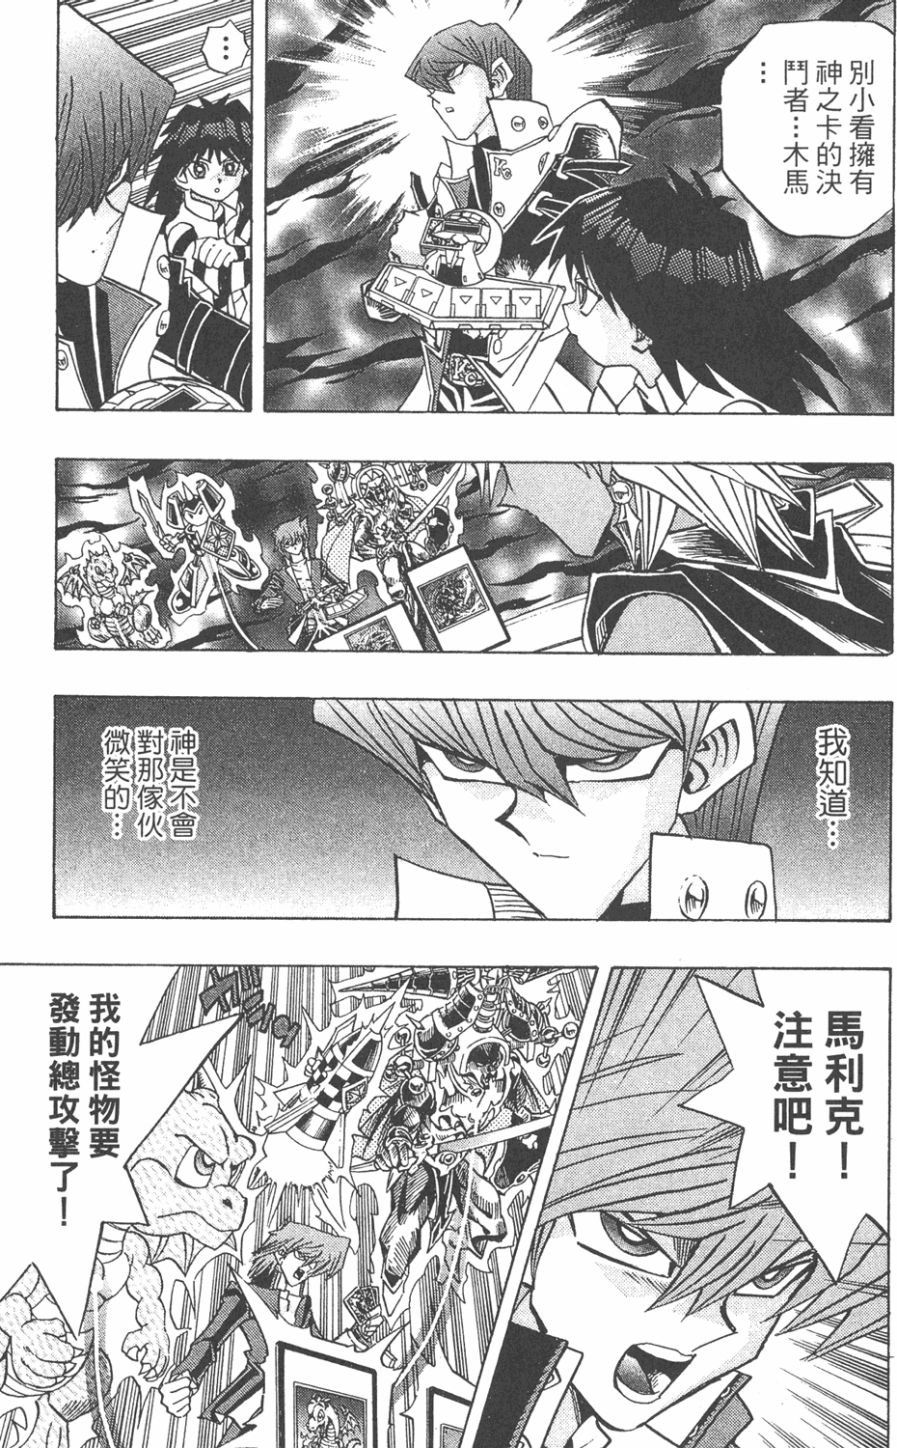 別小看擁有
神之卡的決
鬥者…木馬
…
…
我知道…
神是不會
對那傢伙
微笑的…
馬利克！
注意吧！
我的怪物要
發動總攻擊了！